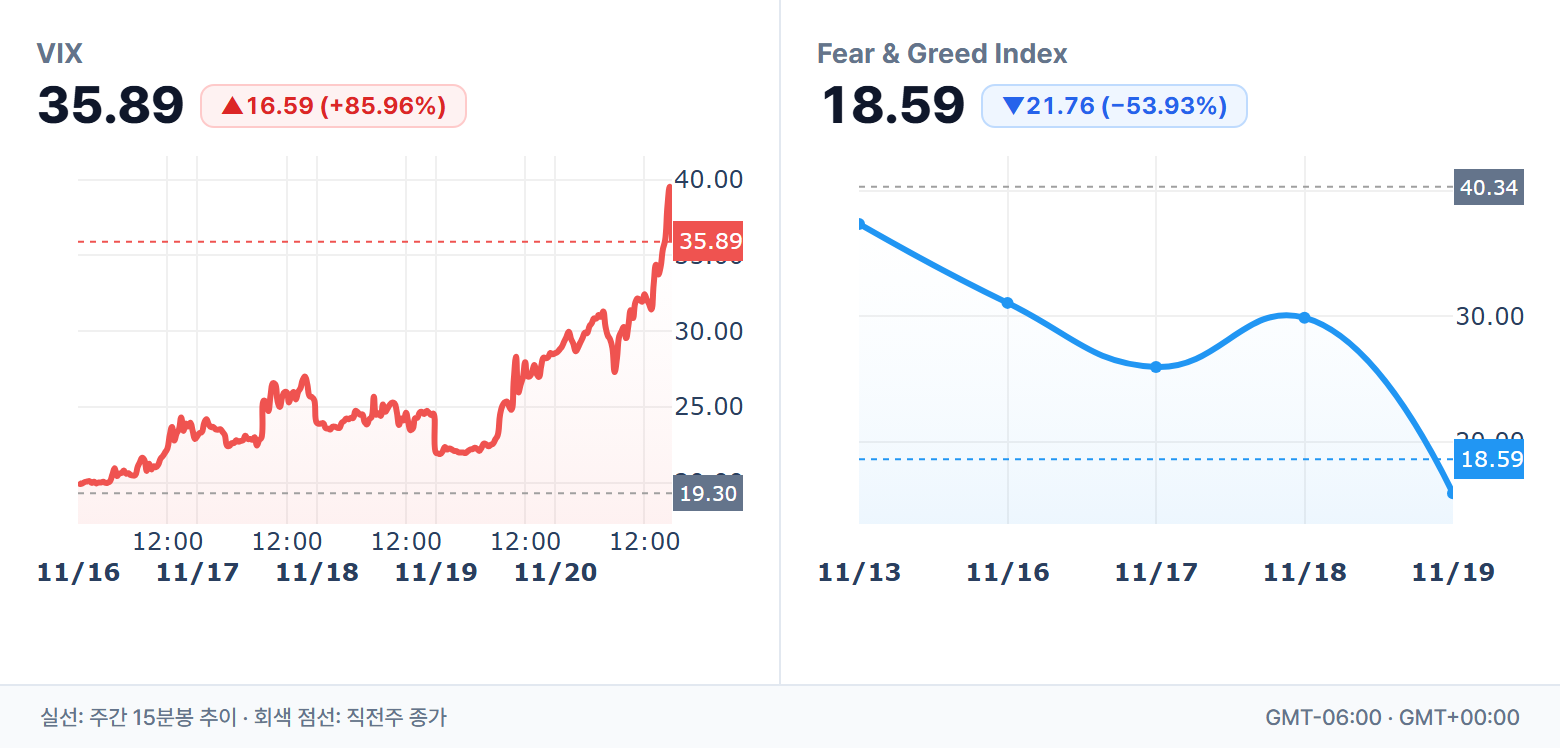 VIX
35.89 ▲16.59 (+85.96%)
40.00
35.89
30.00
25.00
19.30
12:00 12:00 12:00 12:00 12:00
11/16 11/17 11/18 11/19 11/20
Fear & Greed Index
18.59 ▼21.76 (−53.93%)
40.34
30.00
18.59
11/13 11/16 11/17 11/18 11/19
실선: 주간 15분봉 추이 · 회색 점선: 직전주 종가
GMT-06:00 · GMT+00:00